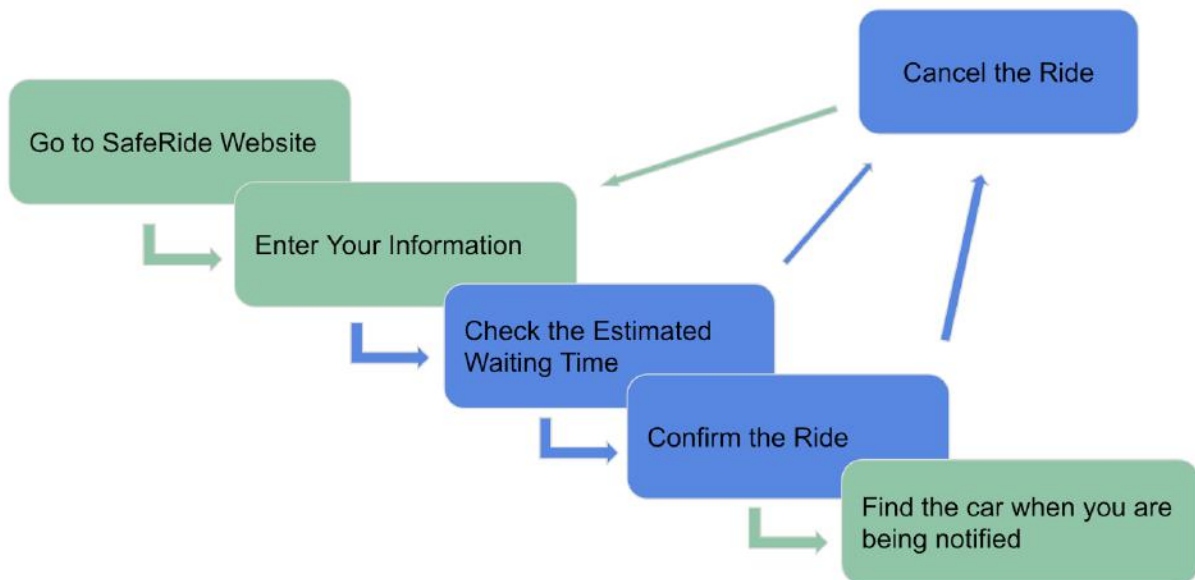 Cancel the Ride
Go to SafeRide Website
Enter Your Information
Check the Estimated
Waiting Time
Confirm the Ride
Find the car when you are
being notified